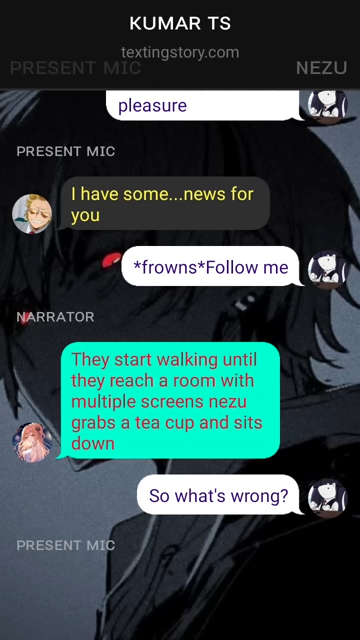 KUMAR TS
textingstory.com
PRESENT MIC
NEZU
pleasure
PRESENT MIC
I have some...news for
you
*frowns*Follow me
NARRATOR
They start walking until
they reach a room with
multiple screens nezu
grabs a tea cup and sits
down
So what's wrong?
PRESENT MIC